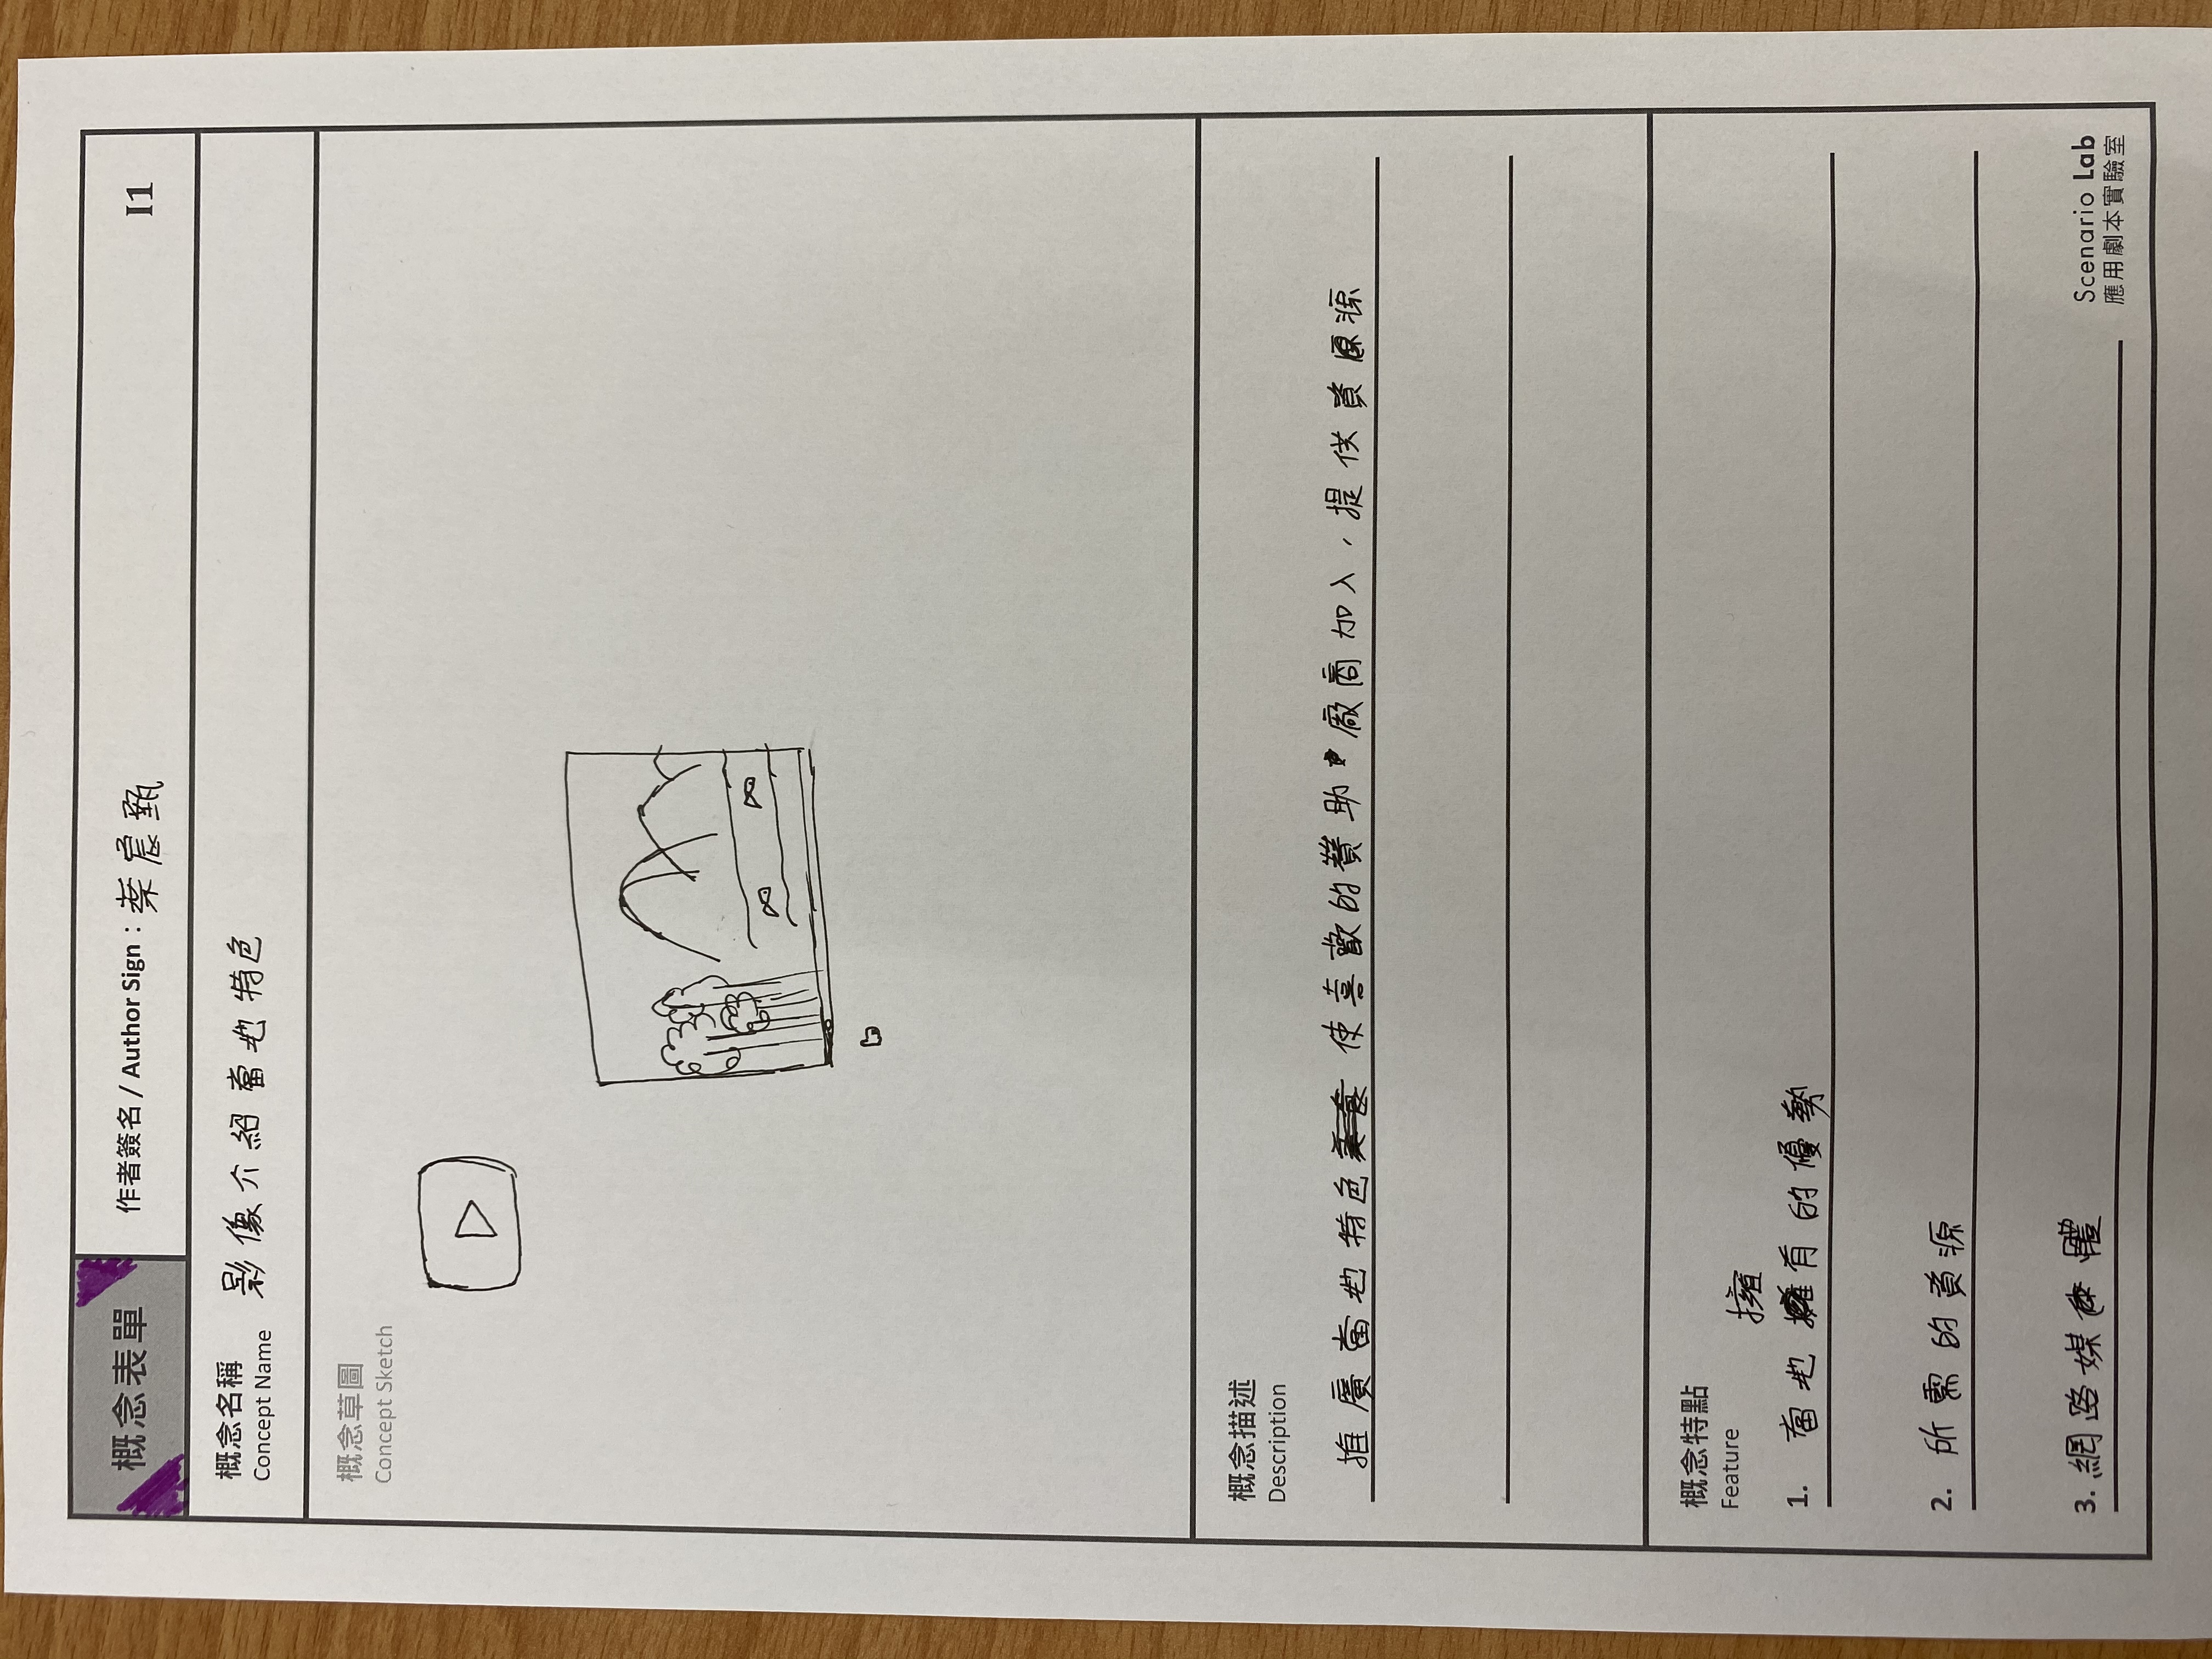 概念表單
作者簽名 / Author Sign：葉宸甄
I1
概念名稱 影像介紹當地特色
Concept Name
概念草圖
Concept Sketch
概念描述
Description
推廣當地特色 使喜歡的贊助廠商加入，提供資源
概念特點
Feature
擁
1. 當地擁有的優勢
2. 所需的資源
3. 網路媒體
Scenario Lab
應用劇本實驗室